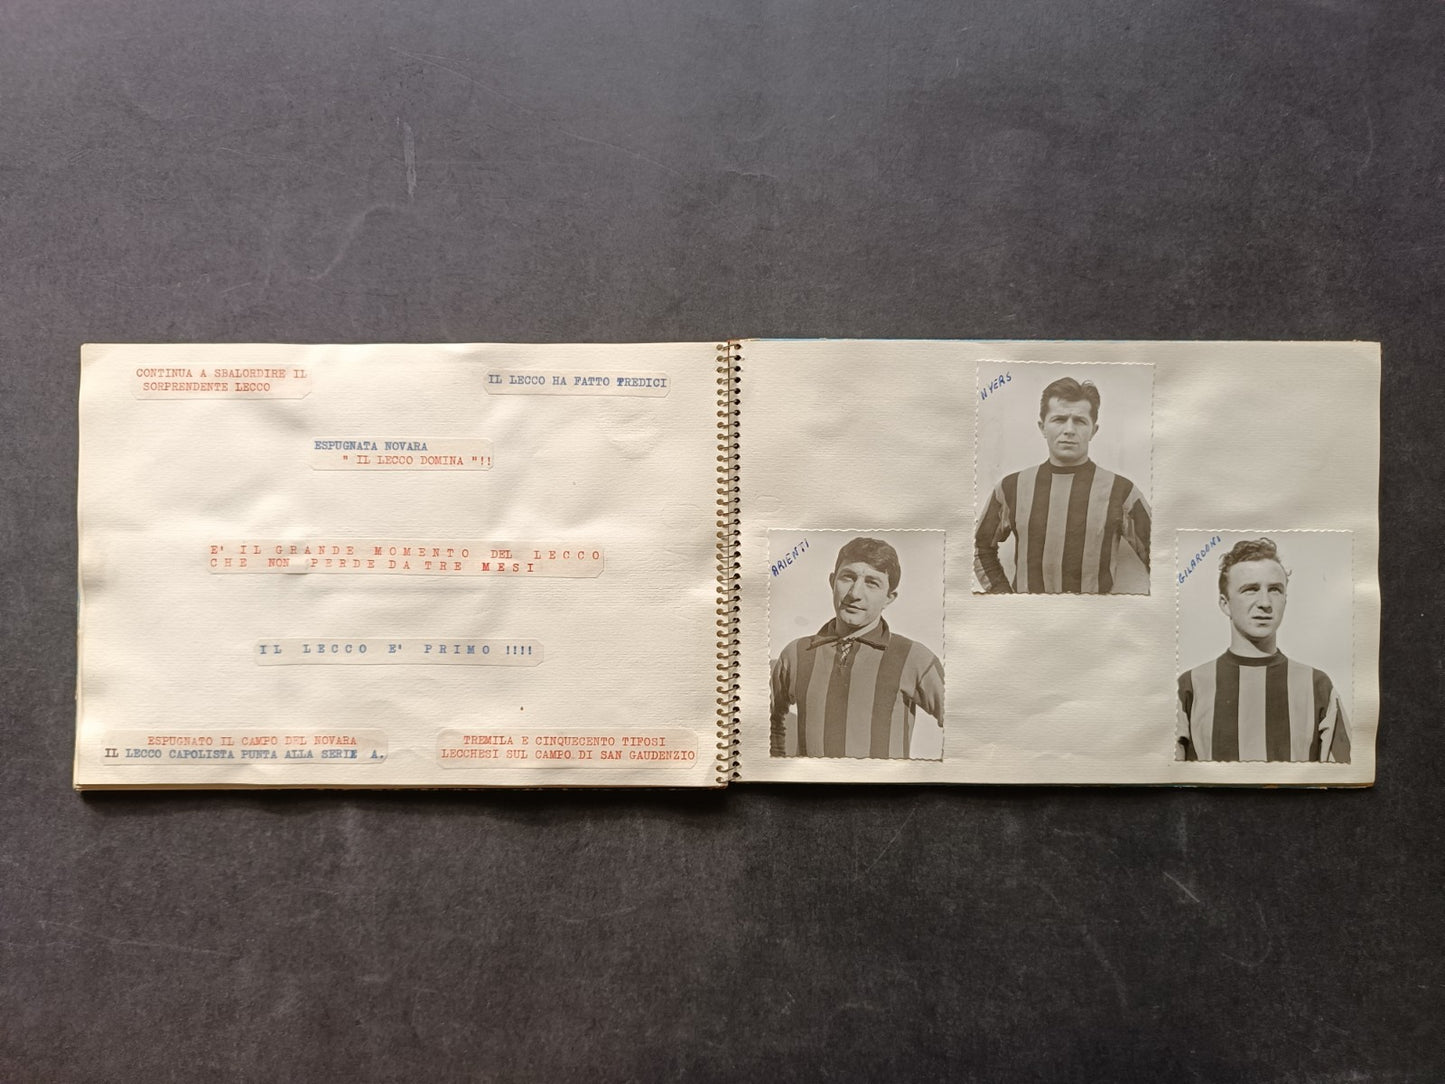 CONTINUA A SBALORDIRE IL
SORPRENDENTE LECCO
IL LECCO HA FATTO TREDICI
ESPUGNATA NOVARA
" IL LECCO DOMINA "!!
E' IL GRANDE MOMENTO DEL LECCO
CHE NON PERDE DA TRE MESI
IL LECCO E' PRIMO !!!!
ESPUGNATO IL CAMPO DEL NOVARA
IL LECCO CAPOLISTA PUNTA ALLA SERIE A.
TREMILA E CINQUECENTO TIFOSI
LECCHESI SUL CAMPO DI SAN GAUDENZIO
NYERS
ARIENTI
GILARDONI